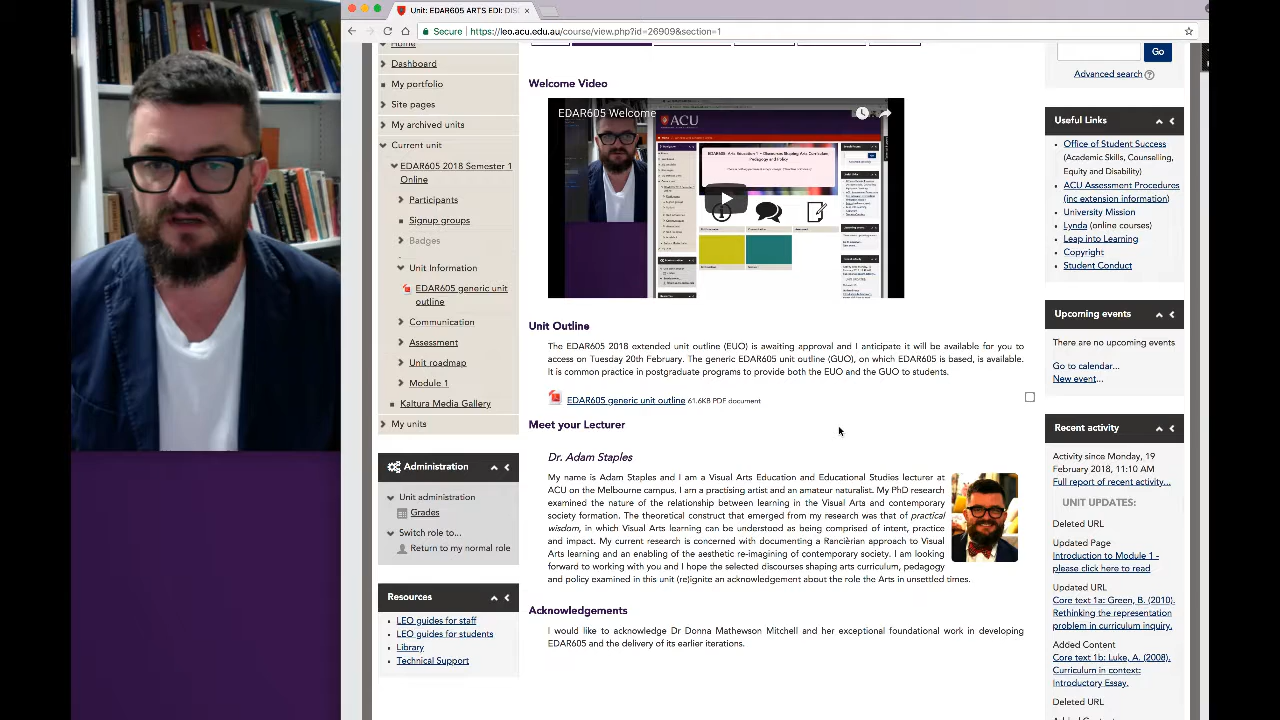 Unit: EDAR605 ARTS EDI: DIS
Secure
https://leo.acu.edu.au/course/view.php?id=26909&section=1
Home
Dashboard
My portfolio
Site pages
My archived units
Current unit
EDAR605 2018 Semester 1
Online
Participants
Signup groups
Badges
Unit Information
EDAR605 generic unit
outline
Communication
Assessment
Unit roadmap
Module 1
Kaltura Media Gallery
My units
Administration
Unit administration
Grades
Switch role to...
Return to my normal role
Resources
LEO guides for staff
LEO guides for students
Library
Technical Support
Welcome Video
EDAR605 Welcome
ACU
Unit Outline
The EDAR605 2018 extended unit outline (EUO) is awaiting approval and I anticipate it will be available for you to
access on Tuesday 20th February. The generic EDAR605 unit outline (GUO), on which EDAR605 is based, is available.
It is common practice in postgraduate programs to provide both the EUO and the GUO to students.
EDAR605 generic unit outline 61.6KB PDF document
Meet your Lecturer
Dr. Adam Staples
My name is Adam Staples and I am a Visual Arts Education and Educational Studies lecturer at
ACU on the Melbourne campus. I am a practising artist and an amateur naturalist. My PhD research
examined the nature of the relationship between learning in the Visual Arts and contemporary
society formation. The theoretical construct that emerged from my research was that of practical
wisdom, in which Visual Arts learning can be understood as being comprised of intent, practice
and impact. My current research is concerned with documenting a Rancièrian approach to Visual
Arts learning and an enabling of the aesthetic re-imagining of contemporary society. I am looking
forward to working with you and I hope the selected discourses shaping arts curriculum, pedagogy
and policy examined in this unit (re)ignite an acknowledgement about the role the Arts in unsettled times.
Acknowledgements
I would like to acknowledge Dr Donna Mathewson Mitchell and her exceptional foundational work in developing
EDAR605 and the delivery of its earlier iterations.
Go
Advanced search
Useful Links
Office of Student Success
(Academic Skills, Counselling,
Equity and Disability)
ACU Assessment Procedures
(inc extension information)
University Mission
Lynda (online courses)
Leap into Learning
Copyright
Student Conduct
Upcoming events
There are no upcoming events
Go to calendar...
New event...
Recent activity
Activity since Monday, 19
February 2018, 11:10 AM
Full report of recent activity...
UNIT UPDATES:
Deleted URL
Updated Page
Introduction to Module 1 -
please click here to read
Updated URL
Core text 1a: Green, B. (2010).
Rethinking the representation
problem in curriculum inquiry.
Added Content
Core text 1b: Luke, A. (2008).
Curriculum in context:
Introductory Essay.
Deleted URL